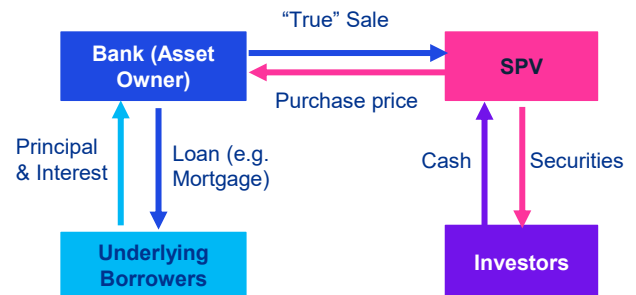 “True” Sale
Bank (Asset
Owner)
SPV
Purchase price
Principal
& Interest
Loan (e.g.
Mortgage)
Cash
Securities
Underlying
Borrowers
Investors